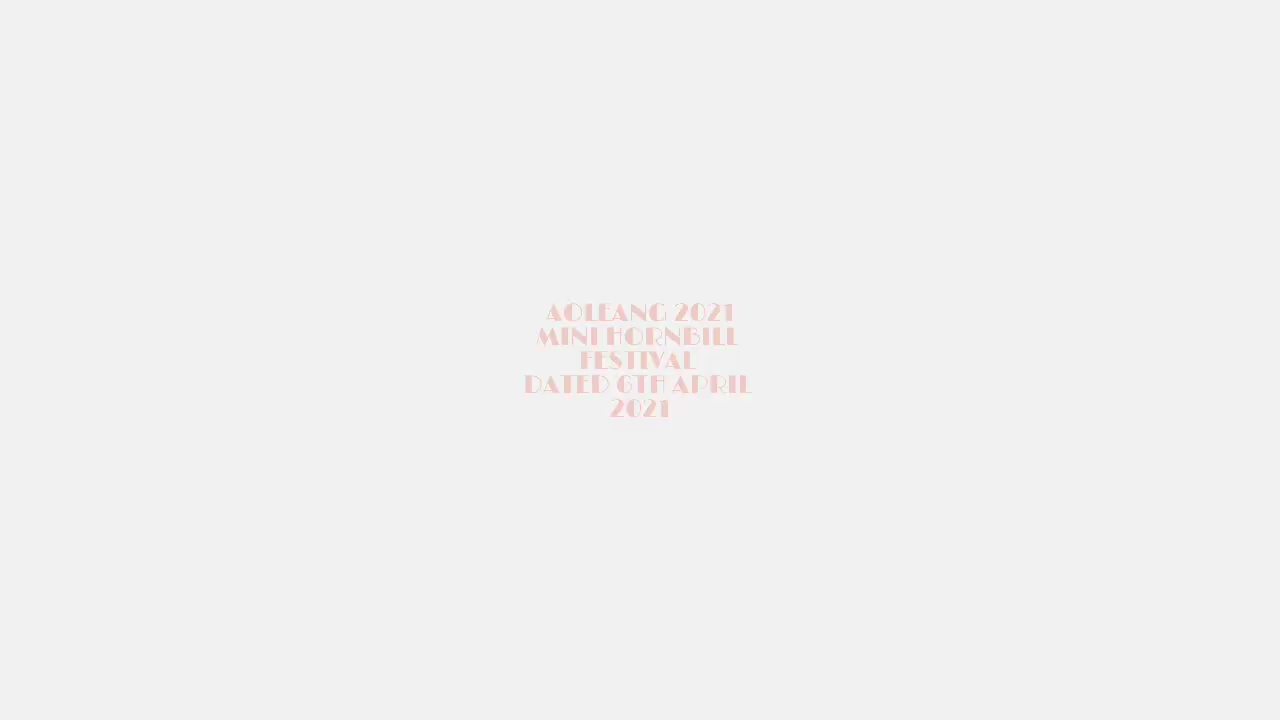 AOLEANG 2021
MINI HORNBILL
FESTIVAL
DATED 6TH APRIL
2021